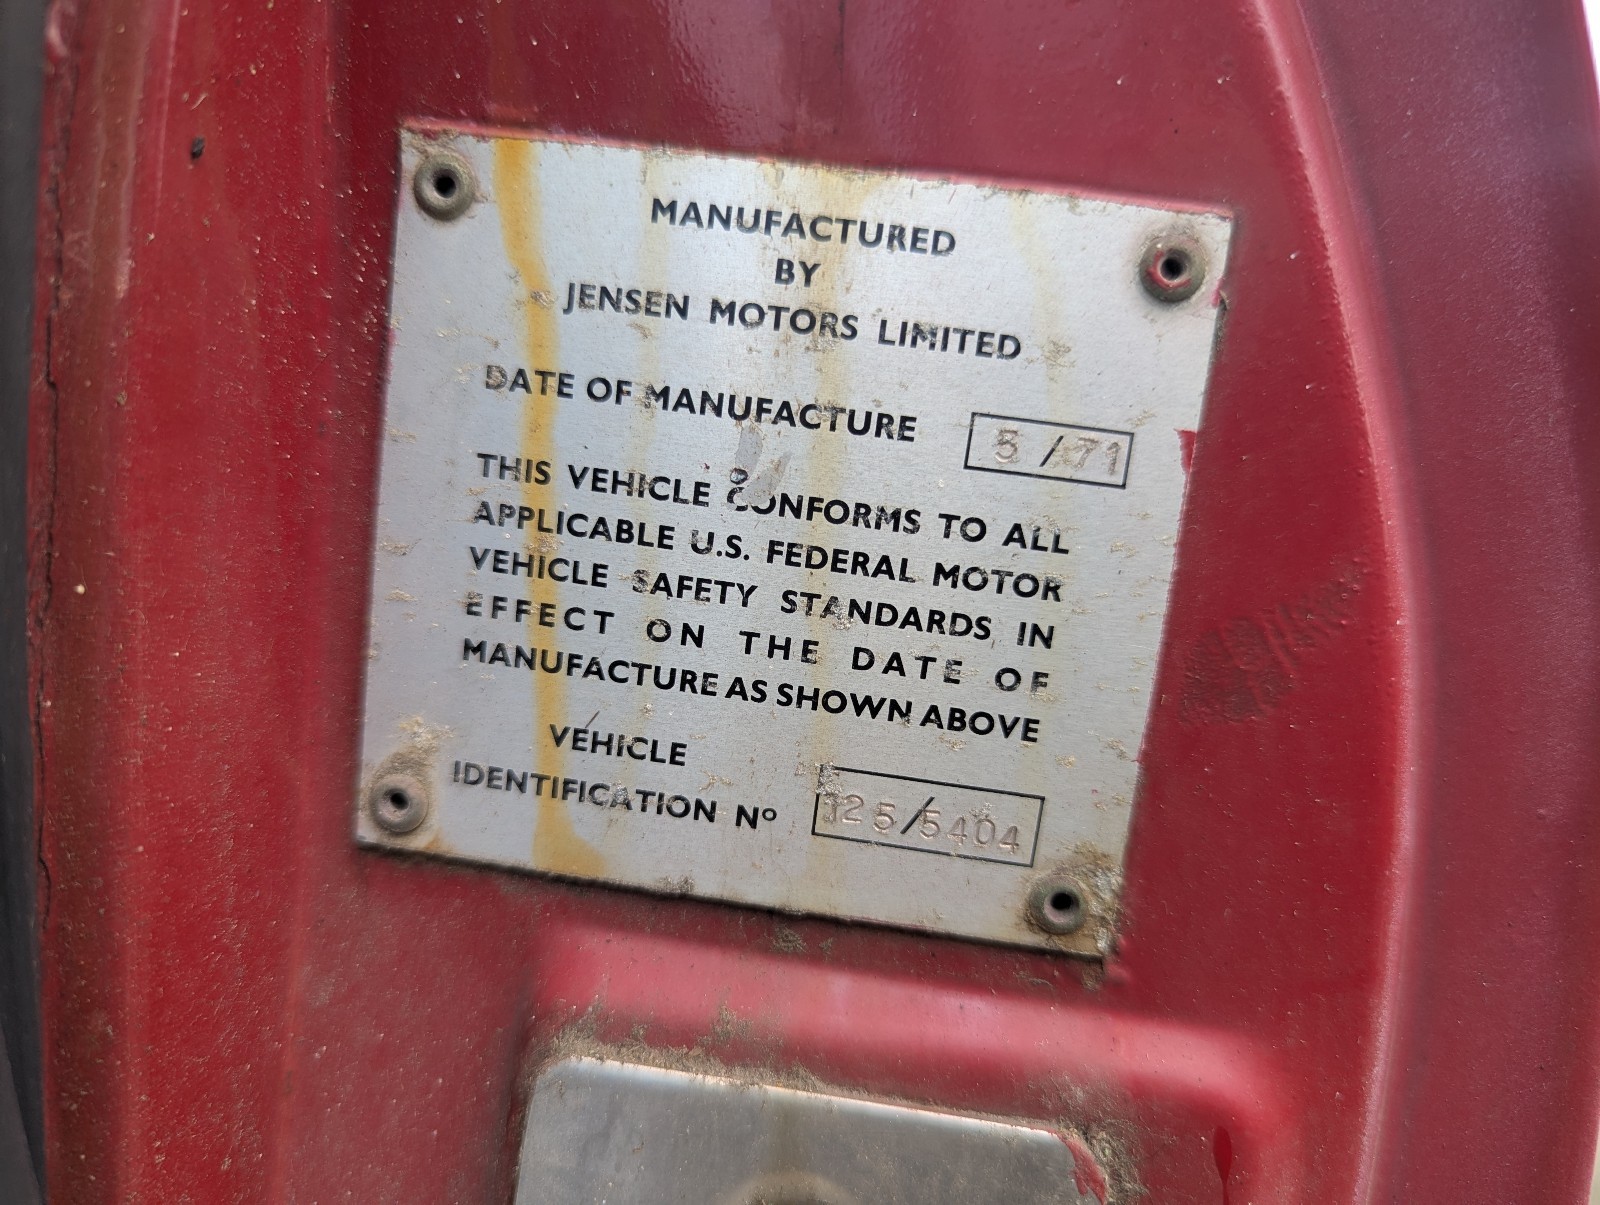 MANUFACTURED
BY
JENSEN MOTORS LIMITED
DATE OF MANUFACTURE 5/71
THIS VEHICLE CONFORMS TO ALL
APPLICABLE U.S. FEDERAL MOTOR
VEHICLE SAFETY STANDARDS IN
EFFECT ON THE DATE OF
MANUFACTURE AS SHOWN ABOVE
VEHICLE
IDENTIFICATION Nº 125/5404